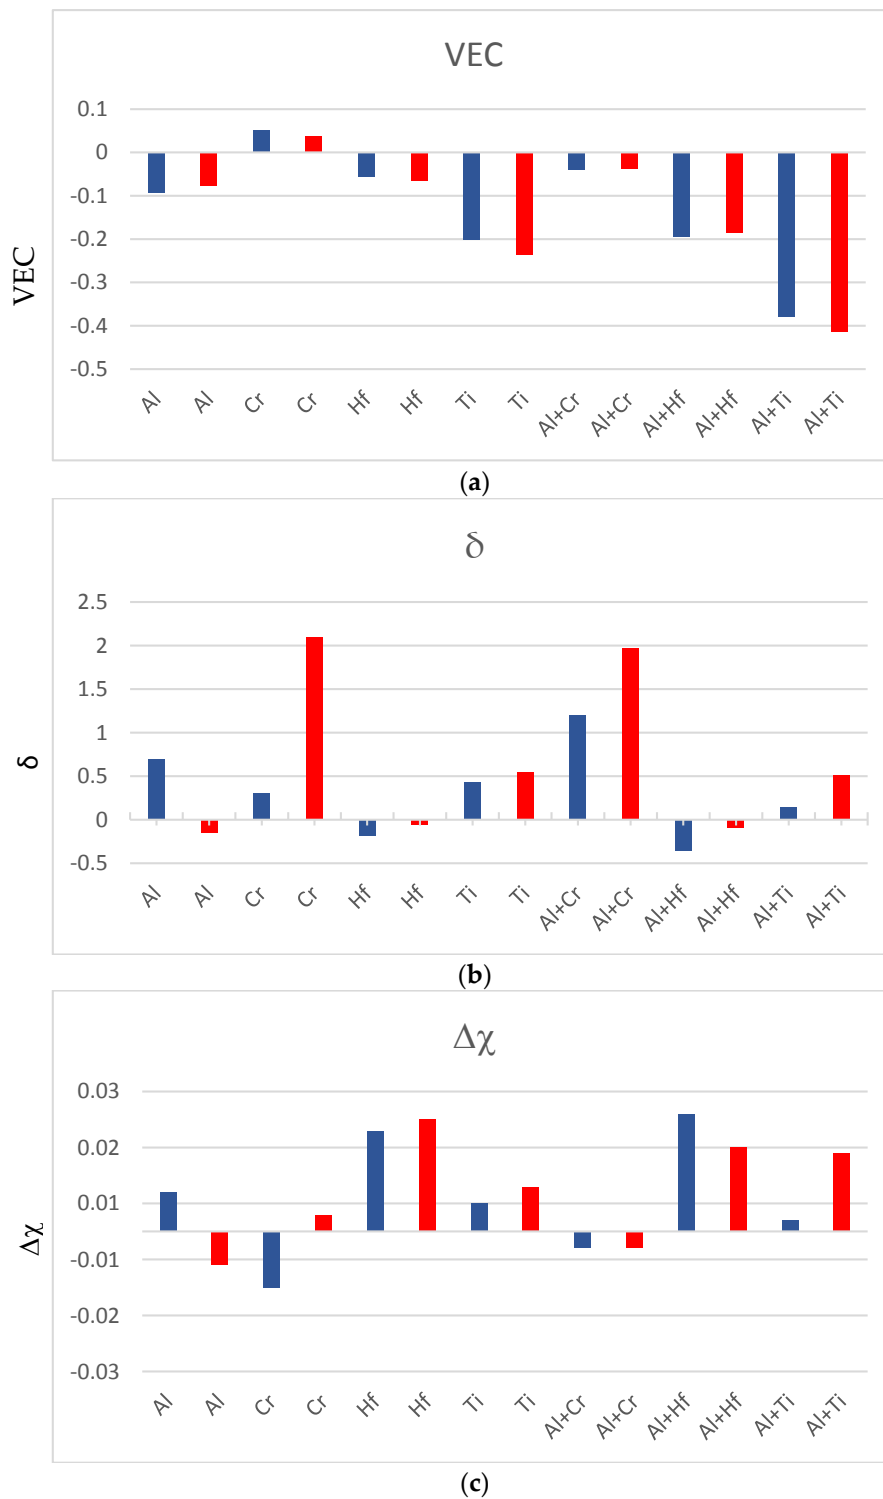 VEC
0.1
0
-0.1
-0.2
-0.3
-0.4
-0.5
VEC
Al Al Cr Cr Hf Hf Ti Ti Al+Cr Al+Cr Al+Hf Al+Hf Al+Ti Al+Ti
(a)
δ
2.5
2
1.5
1
0.5
0
-0.5
δ
Al Al Cr Cr Hf Hf Ti Ti Al+Cr Al+Cr Al+Hf Al+Hf Al+Ti Al+Ti
(b)
Δχ
0.03
0.02
0.01
-0.01
-0.02
-0.03
Δχ
Al Al Cr Cr Hf Hf Ti Ti Al+Cr Al+Cr Al+Hf Al+Hf Al+Ti Al+Ti
(c)